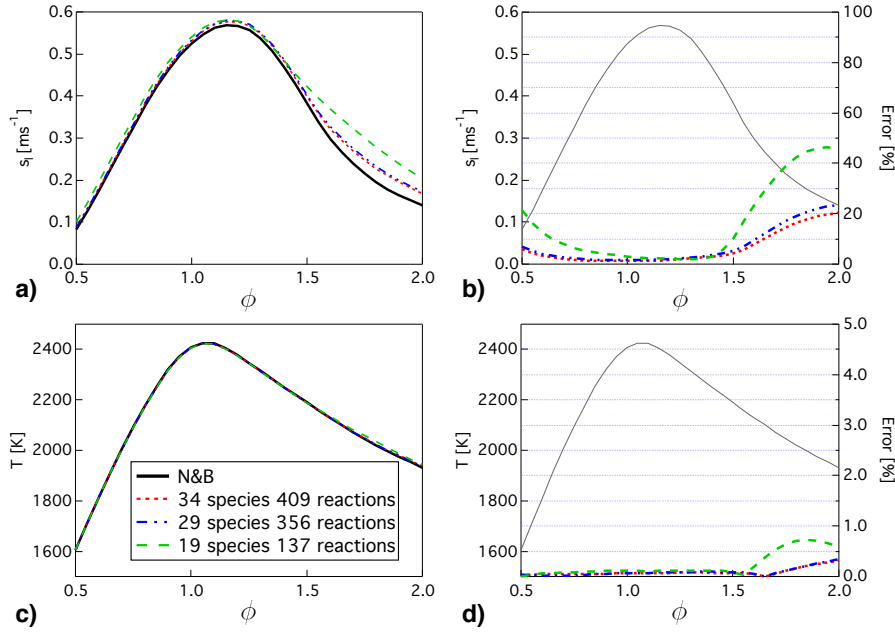 0.6
0.5
0.4
0.3
0.2
0.1
0.0
s_l [ms^-1]
0.5
1.0
1.5
2.0
ϕ
a)
0.6
0.5
0.4
0.3
0.2
0.1
0.0
s_l [ms^-1]
100
80
60
40
20
0
Error [%]
0.5
1.0
1.5
2.0
ϕ
b)
2400
2200
2000
1800
1600
T [K]
N&B
34 species 409 reactions
29 species 356 reactions
19 species 137 reactions
0.5
1.0
1.5
2.0
ϕ
c)
2400
2200
2000
1800
1600
T [K]
5.0
4.0
3.0
2.0
1.0
0.0
Error [%]
0.5
1.0
1.5
2.0
ϕ
d)